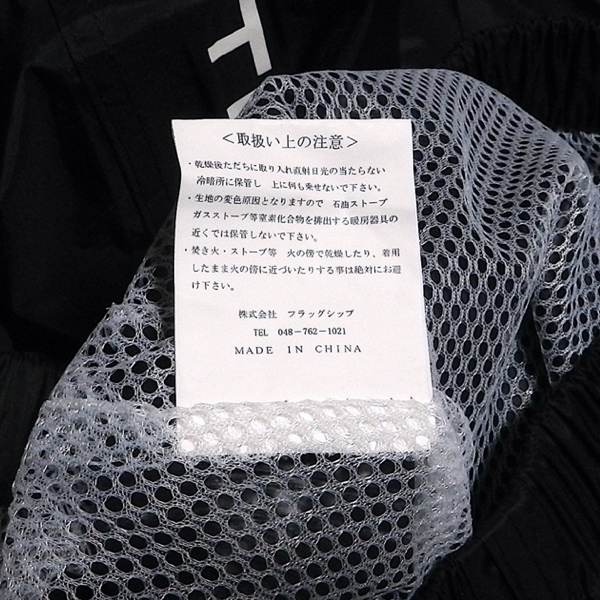 T
<取扱い上の注意>
・乾燥後ただちに取り入れ直射日光の当たらない
冷暗所に保管し 上に何も乗せないで下さい。
・生地の変色原因となりますので 石油ストーブ
ガスストーブ等窒素化合物を排出する暖房器具の
近くでは保管しないで下さい。
・焚き火・ストーブ等 火の傍で乾燥したり、着用
したまま火の傍に近づいたりする事は絶対にお避
け下さい。
株式会社 フラッグシップ
TEL 048-762-1021
MADE IN CHINA